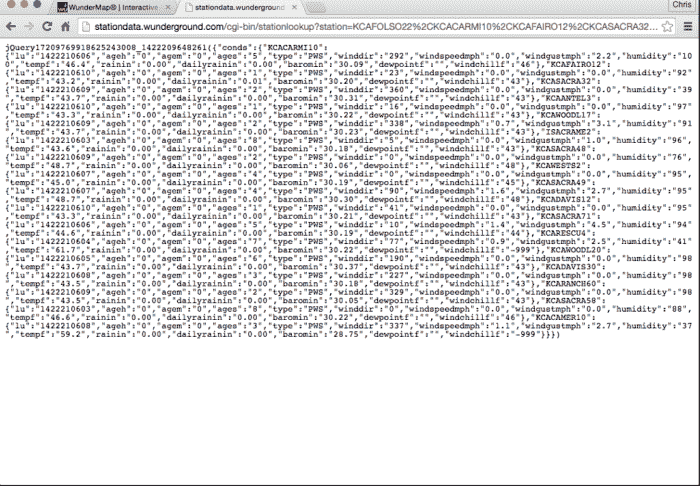 WunderMap® | Interactive
stationdata.wunderground
Chris
stationdata.wunderground.com/cgi-bin/stationlookup?station=KCAFOLSO22%2CKCACARMI10%2CKCAFAIRO12%2CKCASACRA32...
jQuery17209769918625243008_1422209648261({"conds":{"KCACARMI10":
{"lu":"1422210606","ageh":"0","agem":"0","ages":"5","type":"PWS","winddir":"292","windspeedmph":"0.0","windgustmph":"2.2","humidity":"10
0","tempf":"46.4","rainin":"0.00","dailyrainin":"0.00","baromin":"30.09","dewpointf":"","windchillf":"46"},"KCAFAIRO12":
{"lu":"1422210610","ageh":"0","agem":"0","ages":"1","type":"PWS","winddir":"23","windspeedmph":"0.0","windgustmph":"0.0","humidity":"92"
,"tempf":"43.2","rainin":"0.00","dailyrainin":"0.01","baromin":"30.20","dewpointf":"","windchillf":"43"},"KCASACRA32":
{"lu":"1422210609","ageh":"0","agem":"0","ages":"2","type":"PWS","winddir":"360","windspeedmph":"0.0","windgustmph":"0.0","humidity":"39
","tempf":"43.7","rainin":"0.00","dailyrainin":"0.00","baromin":"30.31","dewpointf":"","windchillf":"43"},"KCAANTEL3":
{"lu":"1422210610","ageh":"0","agem":"0","ages":"1","type":"PWS","winddir":"16","windspeedmph":"0.0","windgustmph":"0.0","humidity":"97"
,"tempf":"43.3","rainin":"0.00","dailyrainin":"0.00","baromin":"30.22","dewpointf":"","windchillf":"43"},"KCAWOODL17":
{"lu":"1422210609","ageh":"0","agem":"0","ages":"2","type":"PWS","winddir":"338","windspeedmph":"0.7","windgustmph":"3.1","humidity":"91
","tempf":"43.7","rainin":"0.00","dailyrainin":"0.00","baromin":"30.23","dewpointf":"","windchillf":"43"},"ISACRAME2":
{"lu":"1422210603","ageh":"0","agem":"0","ages":"8","type":"PWS","winddir":"5","windspeedmph":"0.0","windgustmph":"1.0","humidity":"96",
"tempf":"43.6","rainin":"0.00","dailyrainin":"0.00","baromin":"30.18","dewpointf":"","windchillf":"43"},"KCASACRA48":
{"lu":"1422210609","ageh":"0","agem":"0","ages":"2","type":"PWS","winddir":"0","windspeedmph":"0.0","windgustmph":"0.0","humidity":"76",
"tempf":"48.7","rainin":"0.00","dailyrainin":"0.00","baromin":"30.06","dewpointf":"","windchillf":"48"},"KCAWESTS2":
{"lu":"1422210607","ageh":"0","agem":"0","ages":"4","type":"PWS","winddir":"0","windspeedmph":"0.0","windgustmph":"0.0","humidity":"95",
"tempf":"45.0","rainin":"0.00","dailyrainin":"0.00","baromin":"30.19","dewpointf":"","windchillf":"45"},"KCASACRA49":
{"lu":"1422210607","ageh":"0","agem":"0","ages":"4","type":"PWS","winddir":"90","windspeedmph":"1.6","windgustmph":"2.7","humidity":"95"
,"tempf":"48.7","rainin":"0.00","dailyrainin":"0.00","baromin":"30.30","dewpointf":"","windchillf":"48"},"KCADAVIS12":
{"lu":"1422210610","ageh":"0","agem":"0","ages":"1","type":"PWS","winddir":"41","windspeedmph":"0.0","windgustmph":"0.0","humidity":"95"
,"tempf":"43.3","rainin":"0.00","dailyrainin":"0.00","baromin":"30.21","dewpointf":"","windchillf":"43"},"KCASACRA71":
{"lu":"1422210606","ageh":"0","agem":"0","ages":"5","type":"PWS","winddir":"10","windspeedmph":"1.4","windgustmph":"4.5","humidity":"94"
,"tempf":"44.6","rainin":"0.00","dailyrainin":"0.00","baromin":"30.19","dewpointf":"","windchillf":"44"},"KCARESCU4":
{"lu":"1422210604","ageh":"0","agem":"0","ages":"7","type":"PWS","winddir":"77","windspeedmph":"0.9","windgustmph":"2.5","humidity":"41"
,"tempf":"61.7","rainin":"0.00","dailyrainin":"0.00","baromin":"30.22","dewpointf":"","windchillf":"-999"},"KCAWOODL20":
{"lu":"1422210605","ageh":"0","agem":"0","ages":"6","type":"PWS","winddir":"190","windspeedmph":"0.0","windgustmph":"0.0","humidity":"98
","tempf":"43.7","rainin":"0.00","dailyrainin":"0.00","baromin":"30.37","dewpointf":"","windchillf":"43"},"KCADAVIS30":
{"lu":"1422210608","ageh":"0","agem":"0","ages":"3","type":"PWS","winddir":"227","windspeedmph":"0.0","windgustmph":"0.0","humidity":"98
","tempf":"43.5","rainin":"0.00","dailyrainin":"0.00","baromin":"30.18","dewpointf":"","windchillf":"43"},"KCARANCH60":
{"lu":"1422210609","ageh":"0","agem":"0","ages":"2","type":"PWS","winddir":"329","windspeedmph":"0.0","windgustmph":"0.0","humidity":"98
","tempf":"43.5","rainin":"0.00","dailyrainin":"0.00","baromin":"30.05","dewpointf":"","windchillf":"43"},"KCASACRA58":
{"lu":"1422210603","ageh":"0","agem":"0","ages":"8","type":"PWS","winddir":"0","windspeedmph":"0.0","windgustmph":"0.0","humidity":"88",
"tempf":"46.6","rainin":"0.00","dailyrainin":"0.00","baromin":"30.22","dewpointf":"","windchillf":"46"},"KCACAMER10":
{"lu":"1422210608","ageh":"0","agem":"0","ages":"3","type":"PWS","winddir":"337","windspeedmph":"1.1","windgustmph":"2.7","humidity":"37
","tempf":"59.2","rainin":"0.00","dailyrainin":"0.00","baromin":"28.75","dewpointf":"","windchillf":"-999"}}})